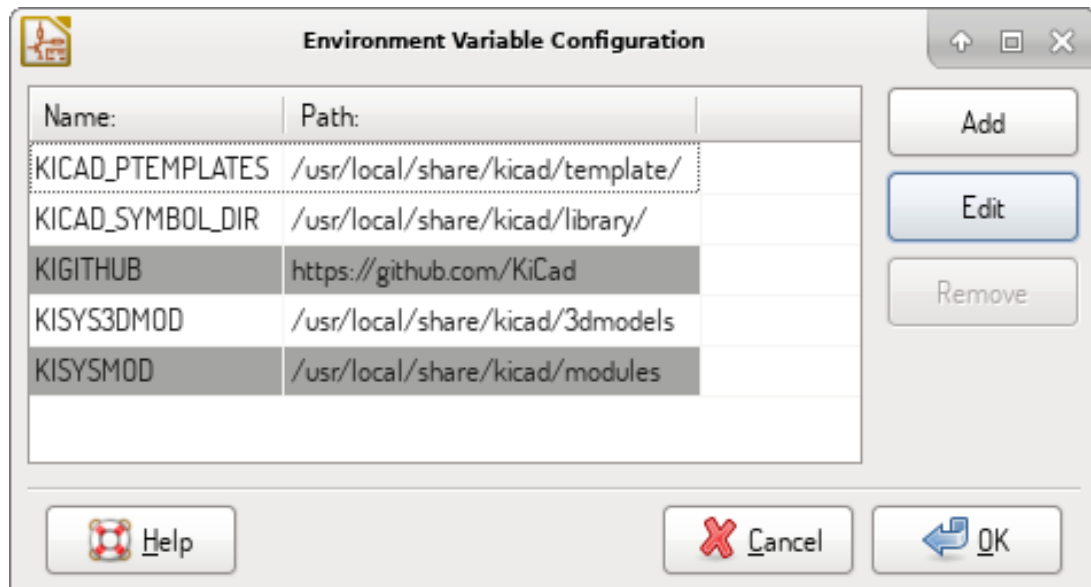 Environment Variable Configuration
Name: Path:
KICAD_PTEMPLATES /usr/local/share/kicad/template/
KICAD_SYMBOL_DIR /usr/local/share/kicad/library/
KIGITHUB https://github.com/KiCad
KISYS3DMOD /usr/local/share/kicad/3dmodels
KISYSMOD /usr/local/share/kicad/modules
Add
Edit
Remove
Help Cancel OK